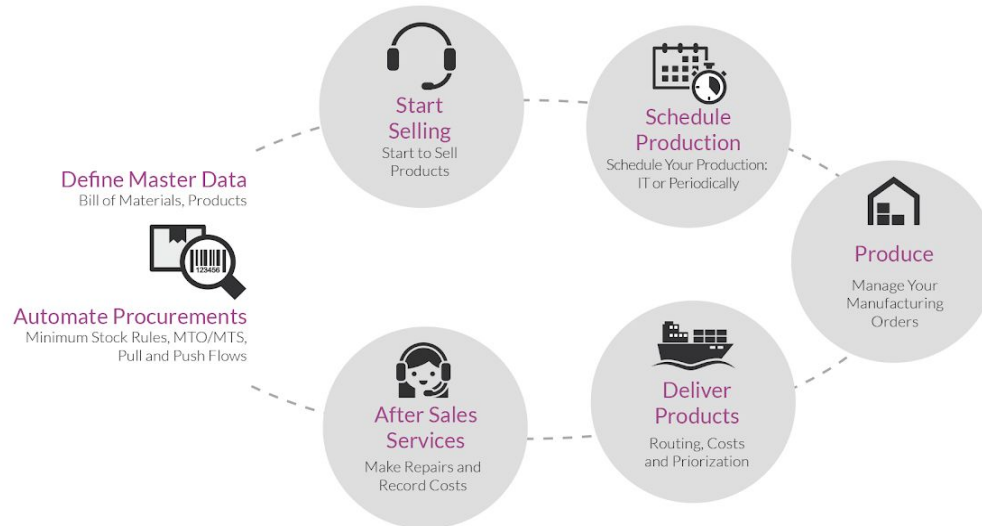 Define Master Data
Bill of Materials, Products
123456
Automate Procurements
Minimum Stock Rules, MTO/MTS,
Pull and Push Flows
Start
Selling
Start to Sell
Products
Schedule
Production
Schedule Your Production:
IT or Periodically
Produce
Manage Your
Manufacturing
Orders
Deliver
Products
Routing, Costs
and Priorization
After Sales
Services
Make Repairs and
Record Costs